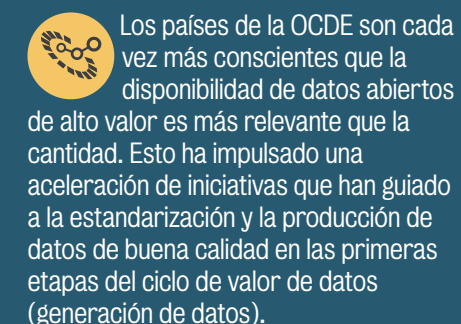 Los países de la OCDE son cada
vez más conscientes que la
disponibilidad de datos abiertos
de alto valor es más relevante que la
cantidad. Esto ha impulsado una
aceleración de iniciativas que han guiado
a la estandarización y la producción de
datos de buena calidad en las primeras
etapas del ciclo de valor de datos
(generación de datos).